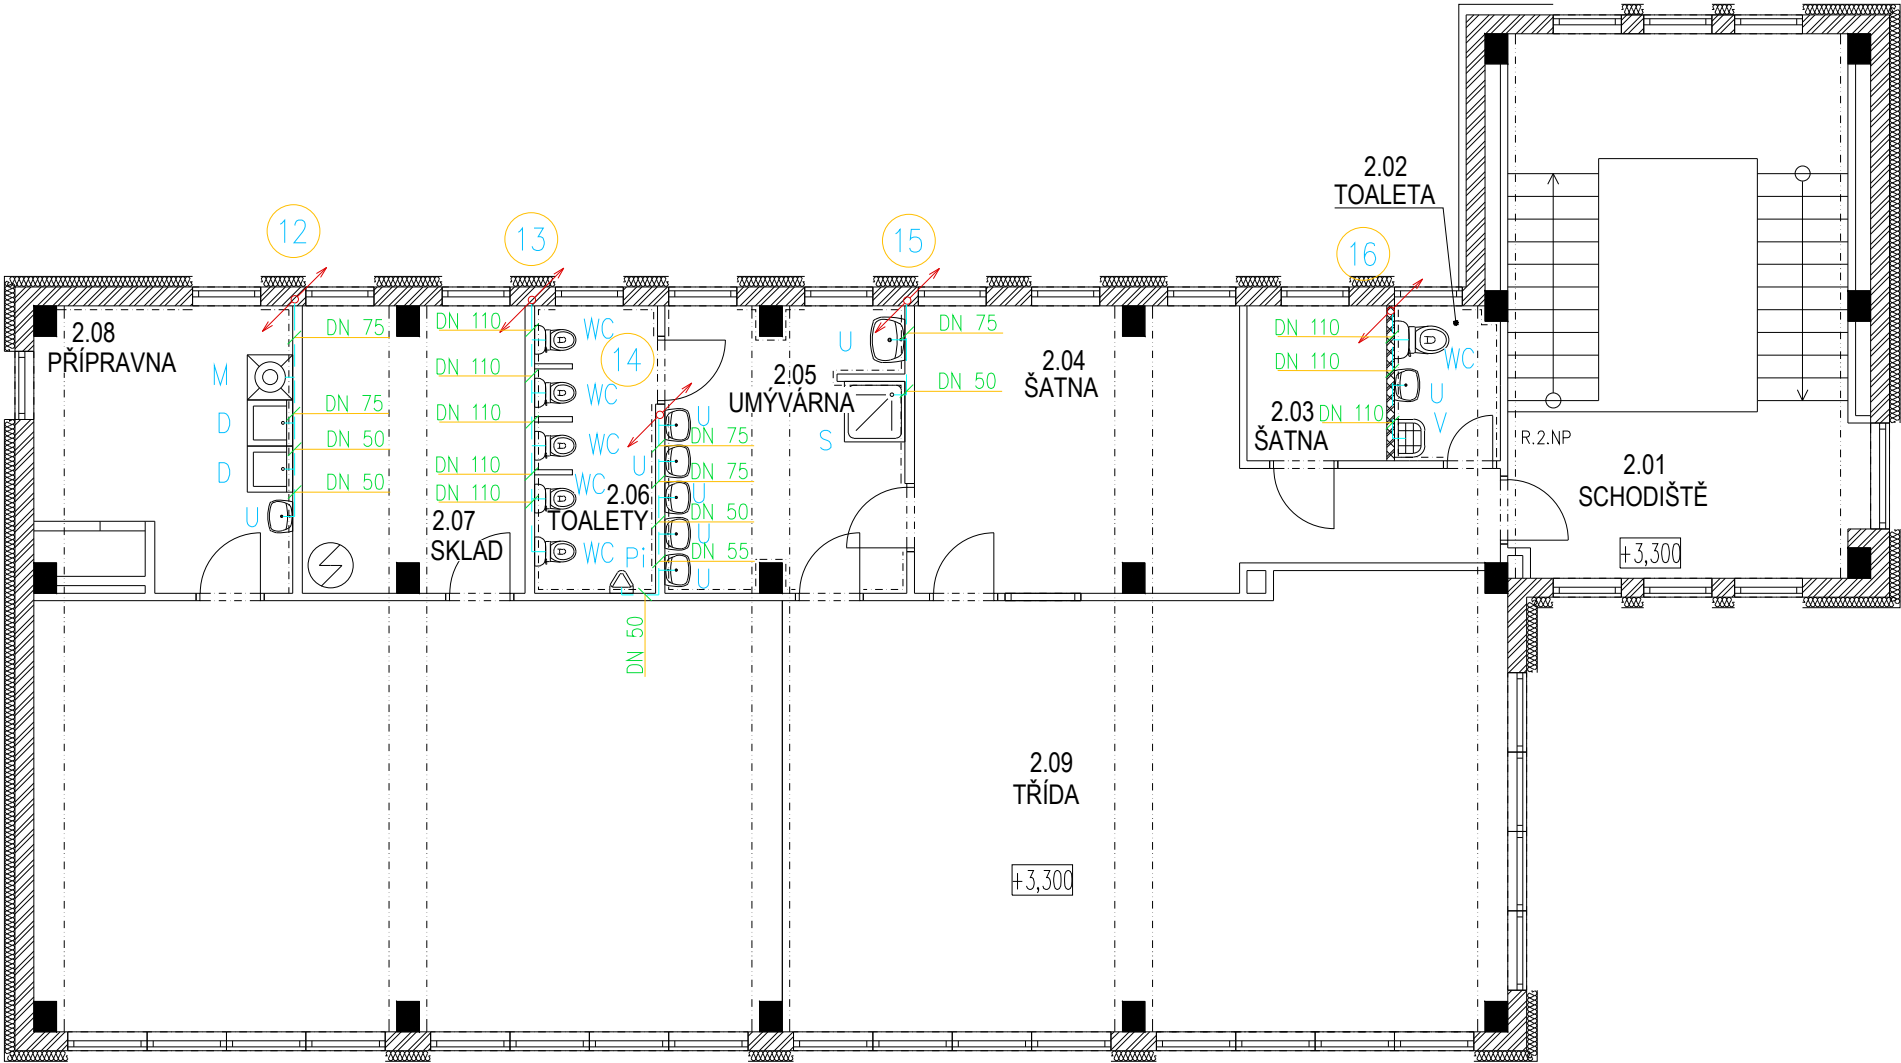 2.02
TOALETA
12
13
15
16
2.08
PŘÍPRAVNA
DN 75
DN 110
WC
14
U
DN 75
DN 110
WC
M
DN 110
WC
2.05
UMÝVÁRNA
DN 50
2.04
ŠATNA
DN 110
U
D
DN 75
DN 110
U
2.03
ŠATNA
DN 110
V
R.2.NP
DN 50
WC
DN 75
S
D
DN 110
U
DN 75
2.01
SCHODIŠTĚ
DN 50
DN 110
WC
2.06
TOALETY
U
U
2.07
SKLAD
DN 50
U
WC
Pi
DN 55
U
+3,300
DN 50
2.09
TŘÍDA
+3,300